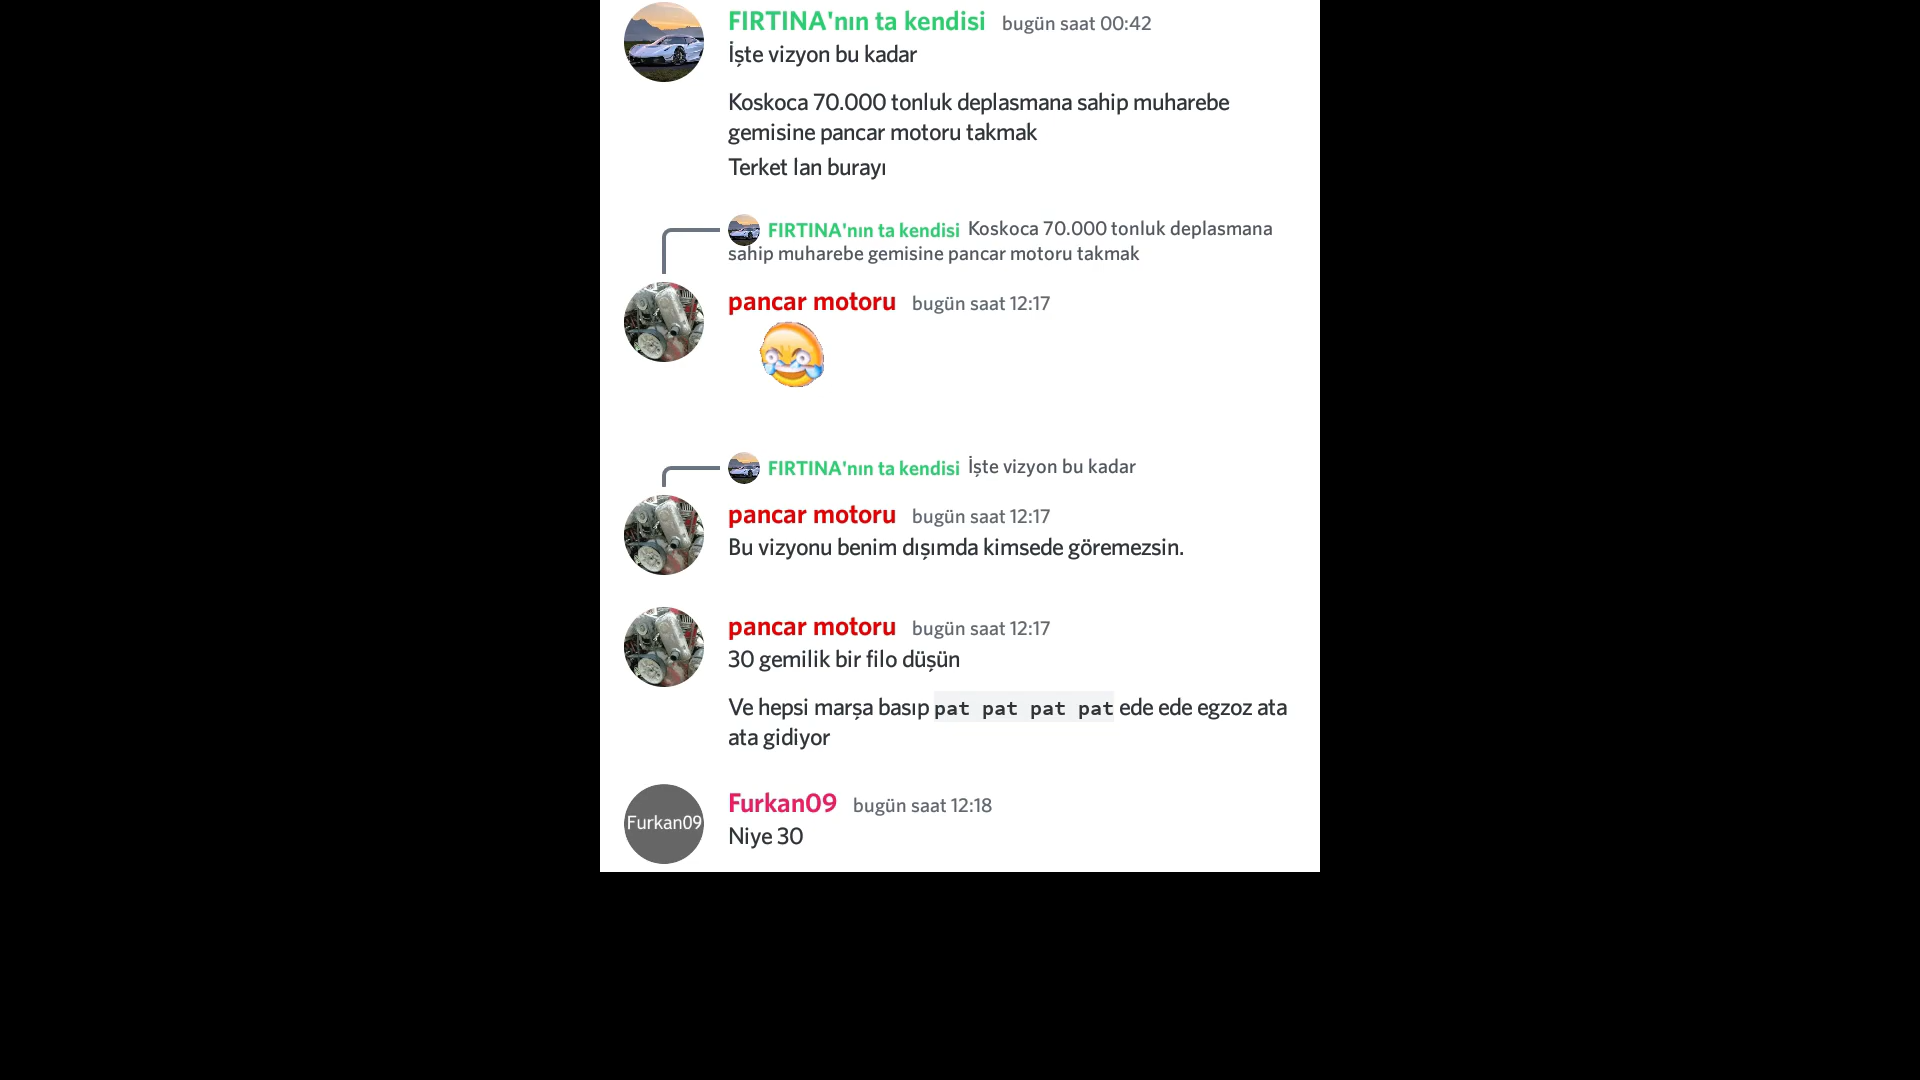 FIRTINA'nın ta kendisi bugün saat 00:42
İşte vizyon bu kadar
Koskoca 70.000 tonluk deplasmana sahip muharebe
gemisine pancar motoru takmak
Terket lan burayı
FIRTINA'nın ta kendisi Koskoca 70.000 tonluk deplasmana
sahip muharebe gemisine pancar motoru takmak
pancar motoru bugün saat 12:17
FIRTINA'nın ta kendisi İşte vizyon bu kadar
pancar motoru bugün saat 12:17
Bu vizyonu benim dışımda kimsede göremezsin.
pancar motoru bugün saat 12:17
30 gemilik bir filo düşün
Ve hepsi marşa basıp pat pat pat pat ede ede egzoz ata
ata gidiyor
Furkan09
Furkan09 bugün saat 12:18
Niye 30